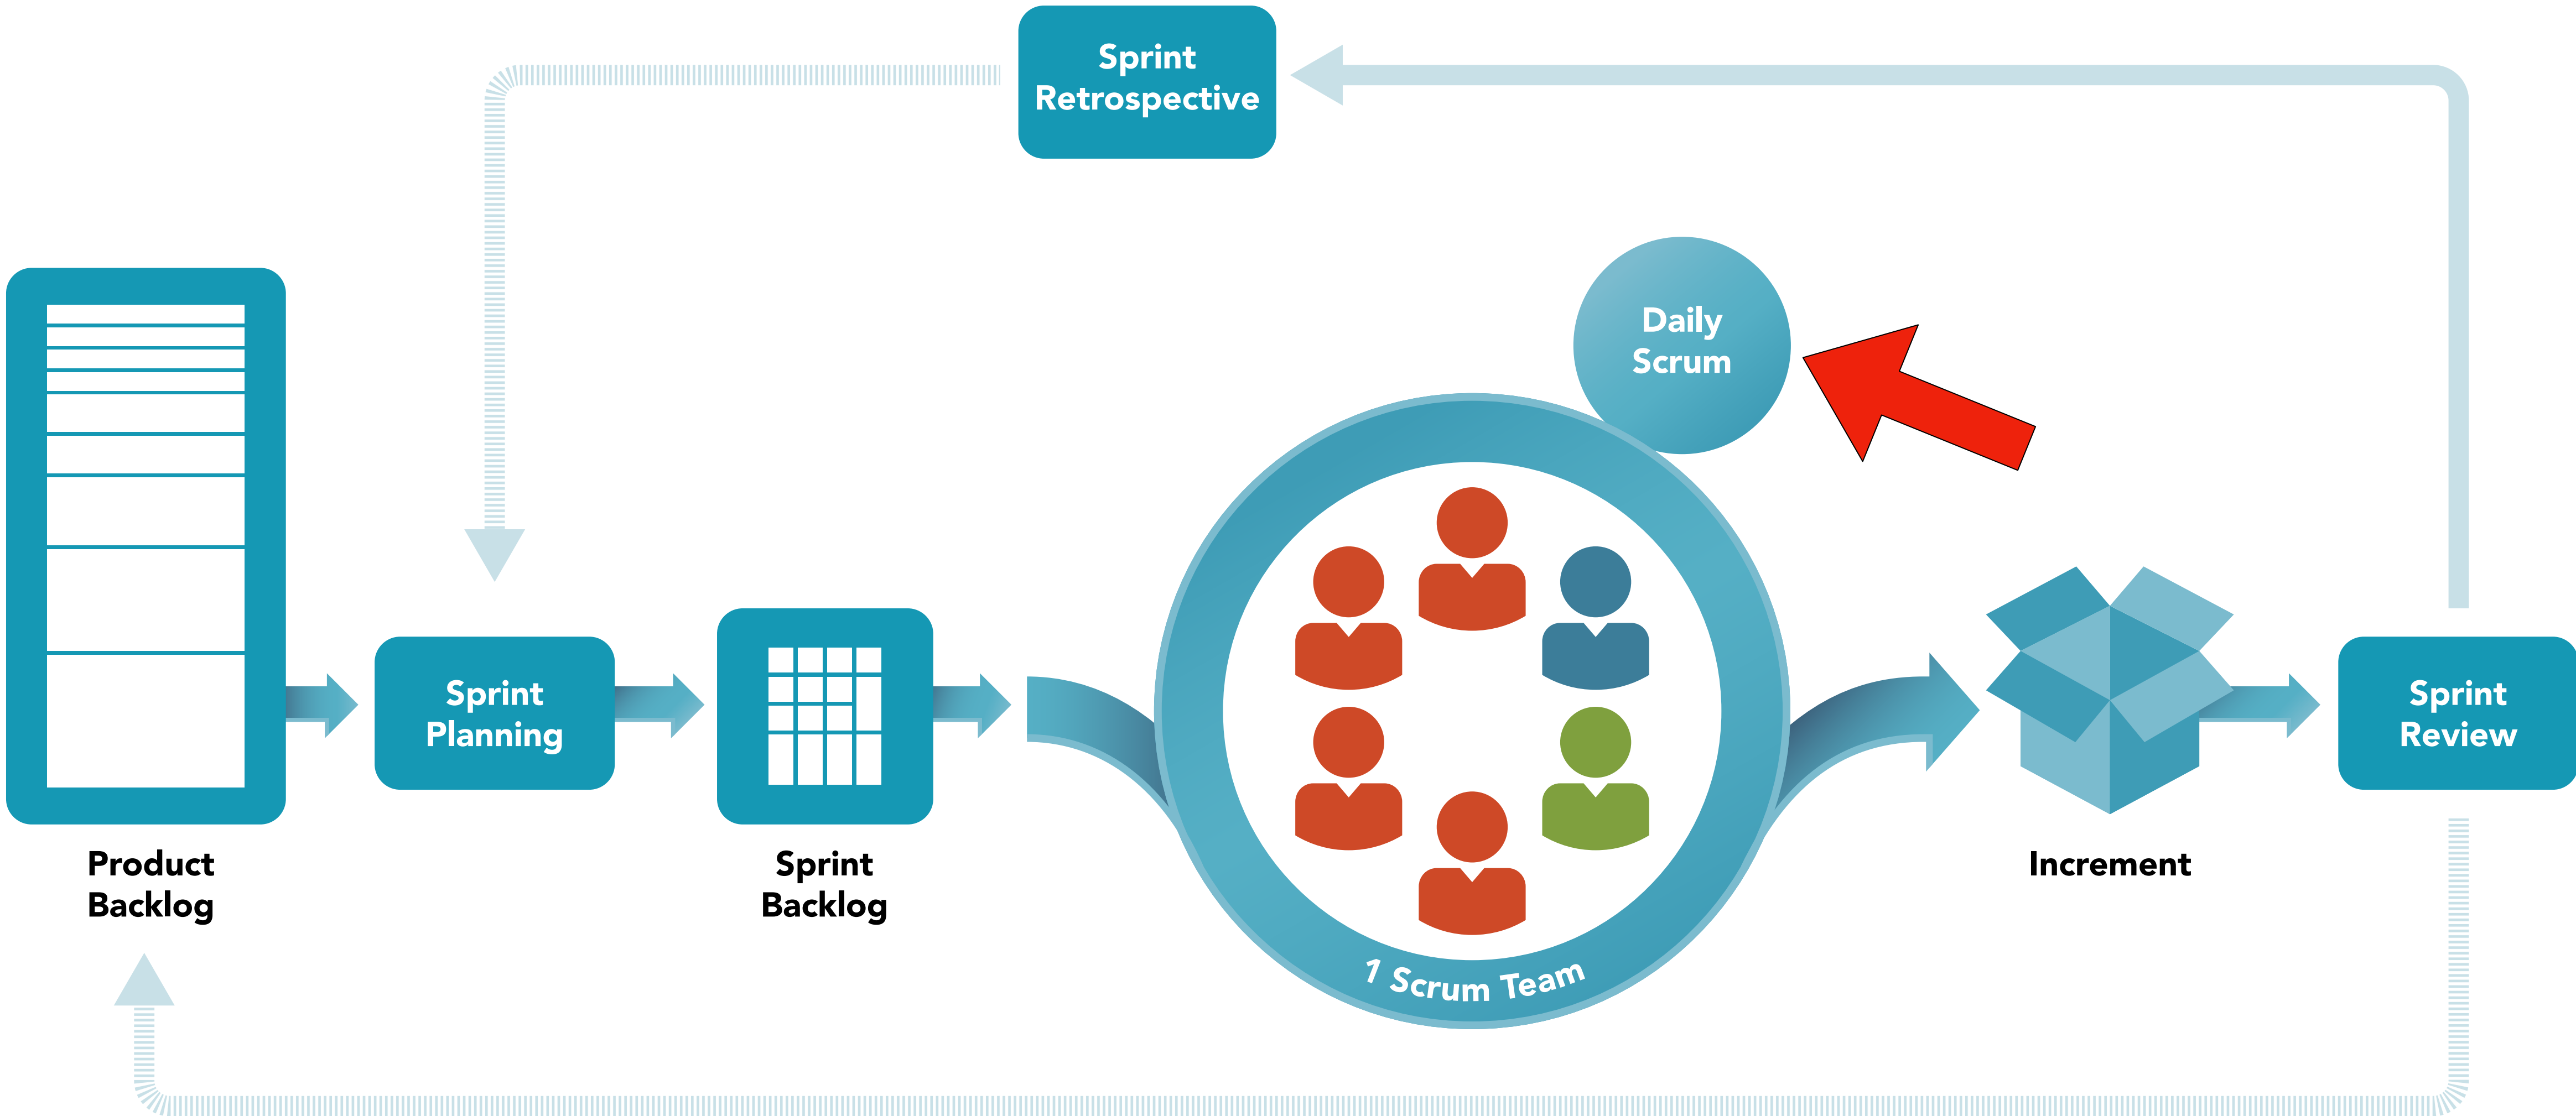 Sprint
Retrospective
Daily
Scrum
Sprint
Planning
Sprint
Review
Product
Backlog
Sprint
Backlog
Increment
1 Scrum Team